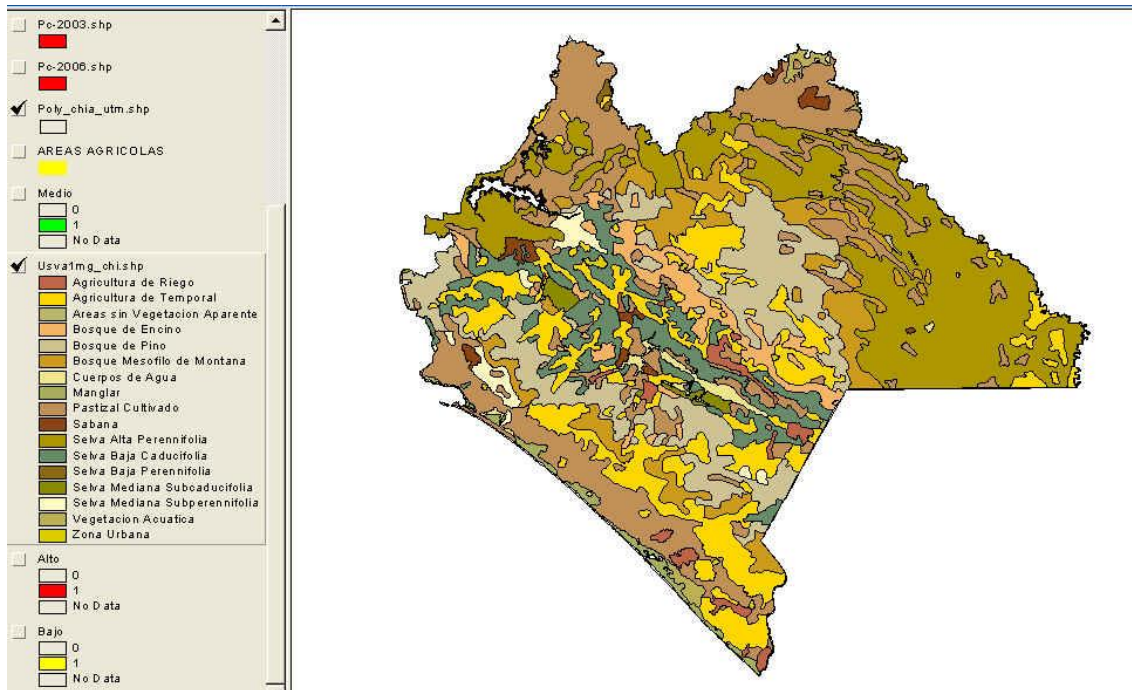 Pc-2003.shp
Pc-2006.shp
Poly_chia_utm.shp
AREAS AGRICOLAS
Medio
0
1
No Data
Usva1mg_chi.shp
Agricultura de Riego
Agricultura de Temporal
Areas sin Vegetacion Aparente
Bosque de Encino
Bosque de Pino
Bosque Mesofilo de Montana
Cuerpos de Agua
Manglar
Pastizal Cultivado
Sabana
Selva Alta Perennifolia
Selva Baja Caducifolia
Selva Baja Perennifolia
Selva Mediana Subcaducifolia
Selva Mediana Subperennifolia
Vegetacion Acuatica
Zona Urbana
Alto
0
1
No Data
Bajo
0
1
No Data